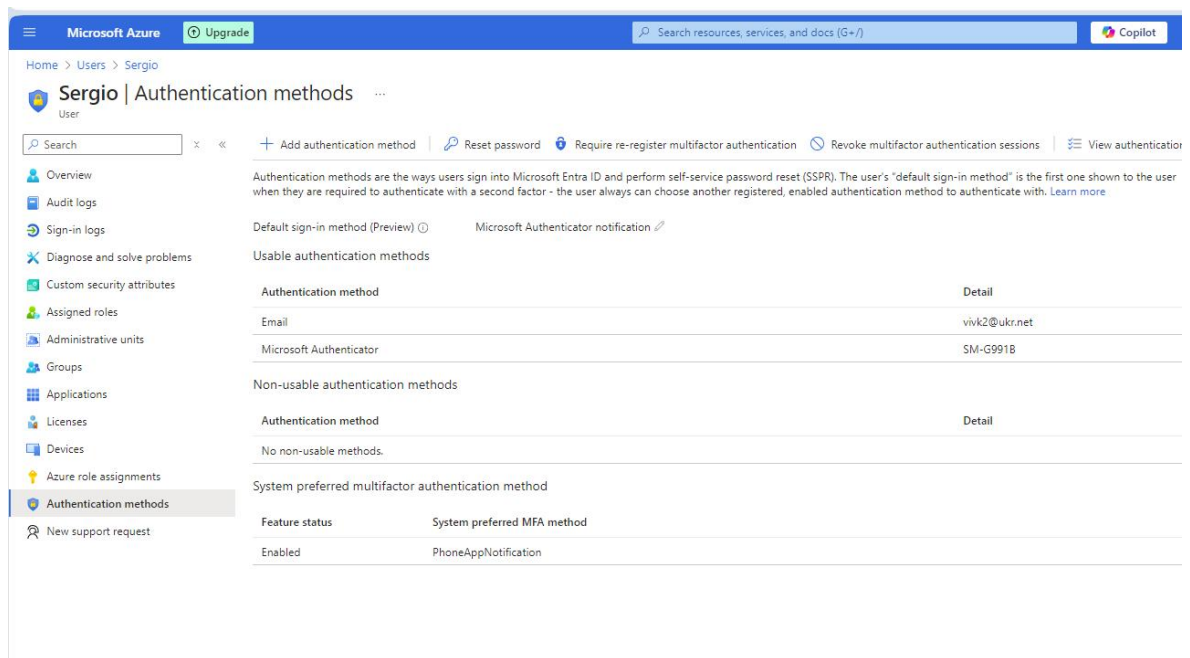 Microsoft Azure
Upgrade
Search resources, services, and docs (G+/)
Copilot
Home > Users > Sergio
Sergio | Authentication methods ...
User
Search
Add authentication method
Reset password
Require re-register multifactor authentication
Revoke multifactor authentication sessions
View authentication
Overview
Audit logs
Sign-in logs
Diagnose and solve problems
Custom security attributes
Assigned roles
Administrative units
Groups
Applications
Licenses
Devices
Azure role assignments
Authentication methods
New support request
Authentication methods are the ways users sign into Microsoft Entra ID and perform self-service password reset (SSPR). The user's "default sign-in method" is the first one shown to the user
when they are required to authenticate with a second factor - the user always can choose another registered, enabled authentication method to authenticate with. Learn more
Default sign-in method (Preview) Microsoft Authenticator notification
Usable authentication methods
Authentication method Detail
Email vivk2@ukr.net
Microsoft Authenticator SM-G991B
Non-usable authentication methods
Authentication method Detail
No non-usable methods.
System preferred multifactor authentication method
Feature status System preferred MFA method
Enabled PhoneAppNotification